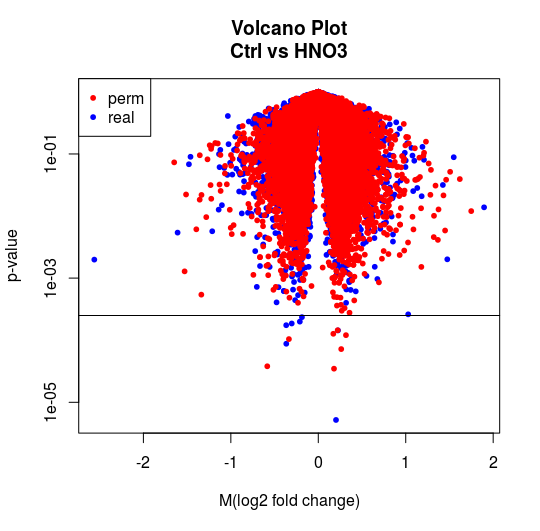 Volcano Plot
Ctrl vs HNO3
perm
real
1e-01
1e-03
1e-05
p-value
-2 -1 0 1 2
M(log2 fold change)